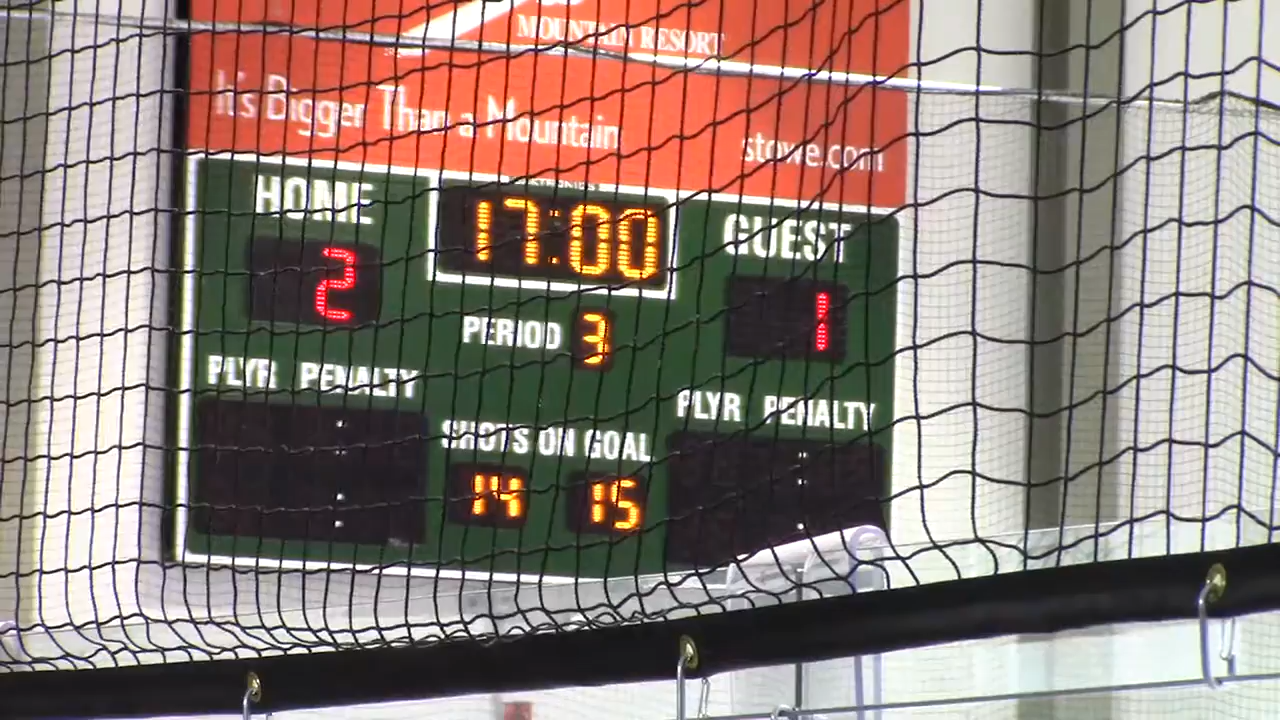 MOUNTAIN RESORT
It's Bigger Than a Mountain
stowe.com
HOME
17:00
GUEST
2
1
PERIOD 3
PLYR PENALTY
PLYR PENALTY
SHOTS ON GOAL
14 15